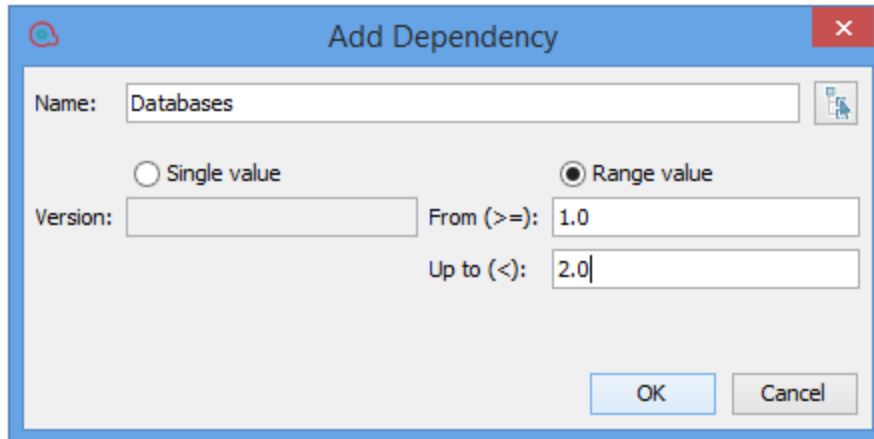 Add Dependency
Name: Databases
Single value Range value
Version: From (>=): 1.0
Up to (<): 2.0
OK Cancel